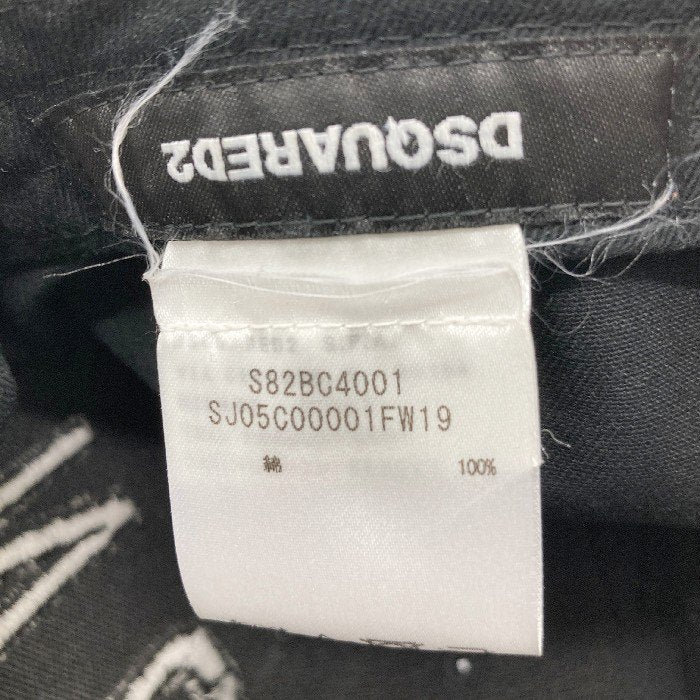 DSQUARED2
S82BC4001
SJ05C00001FW19
綿 100%